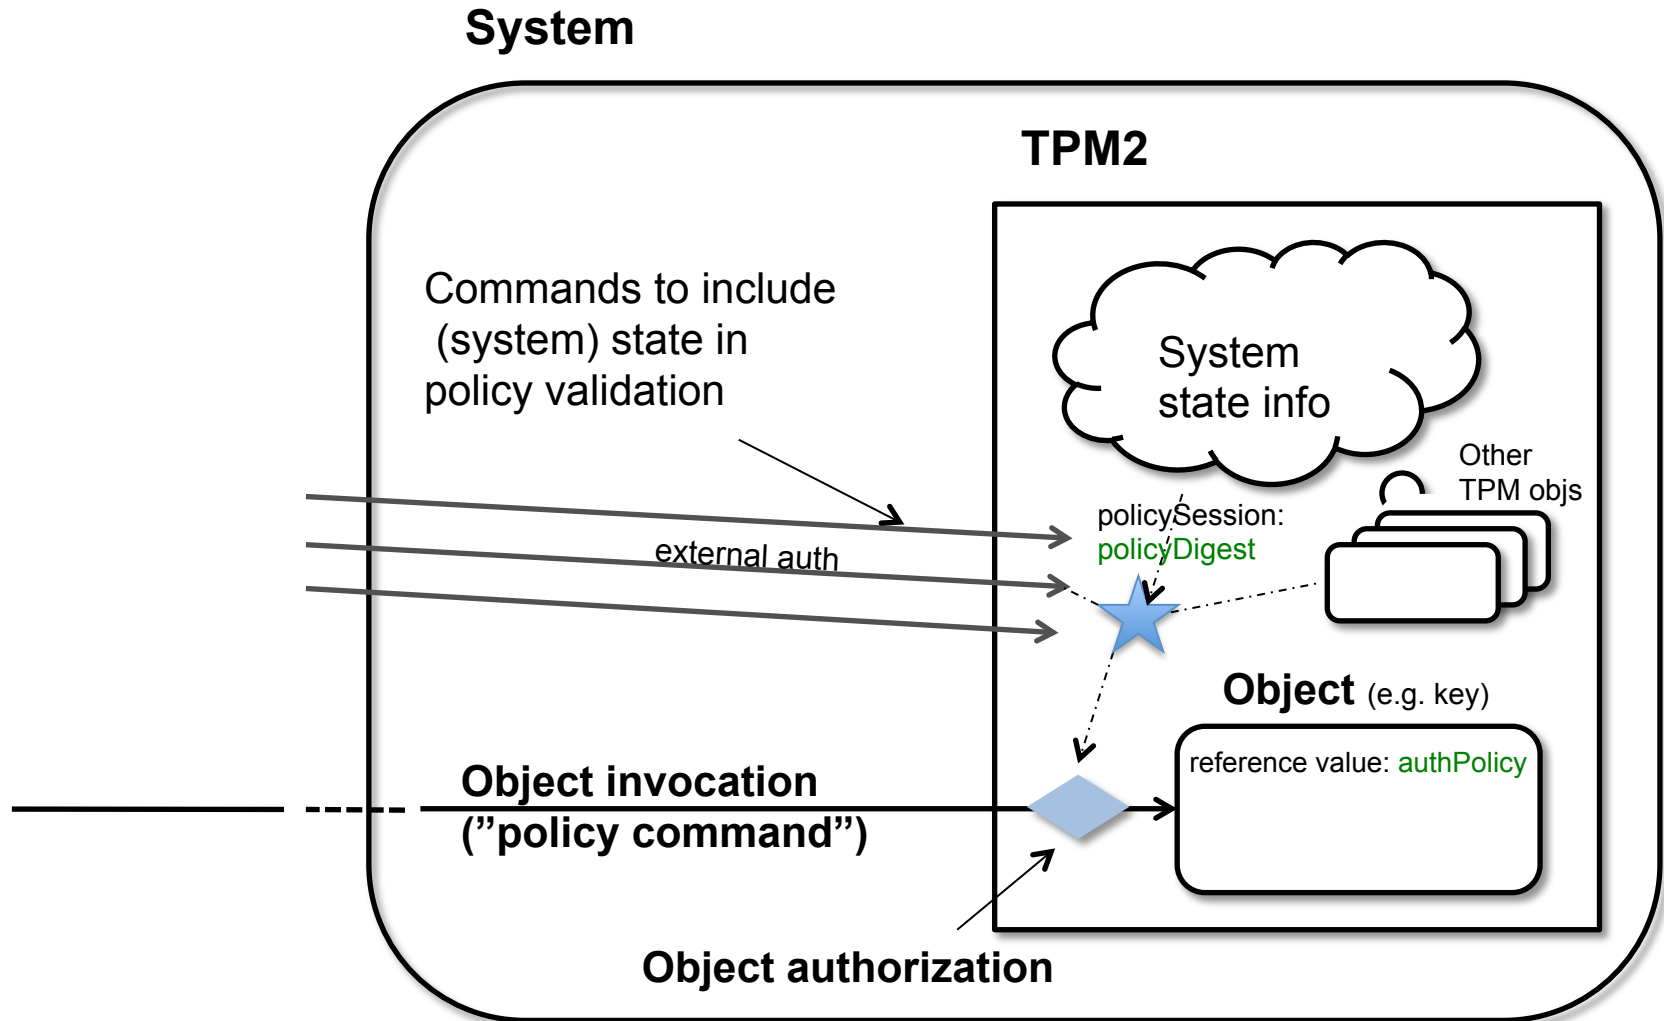 System
TPM2
Commands to include
(system) state in
policy validation
System
state info
Other
TPM objs
policySession:
policyDigest
external auth
Object (e.g. key)
reference value: authPolicy
Object invocation
(”policy command”)
Object authorization